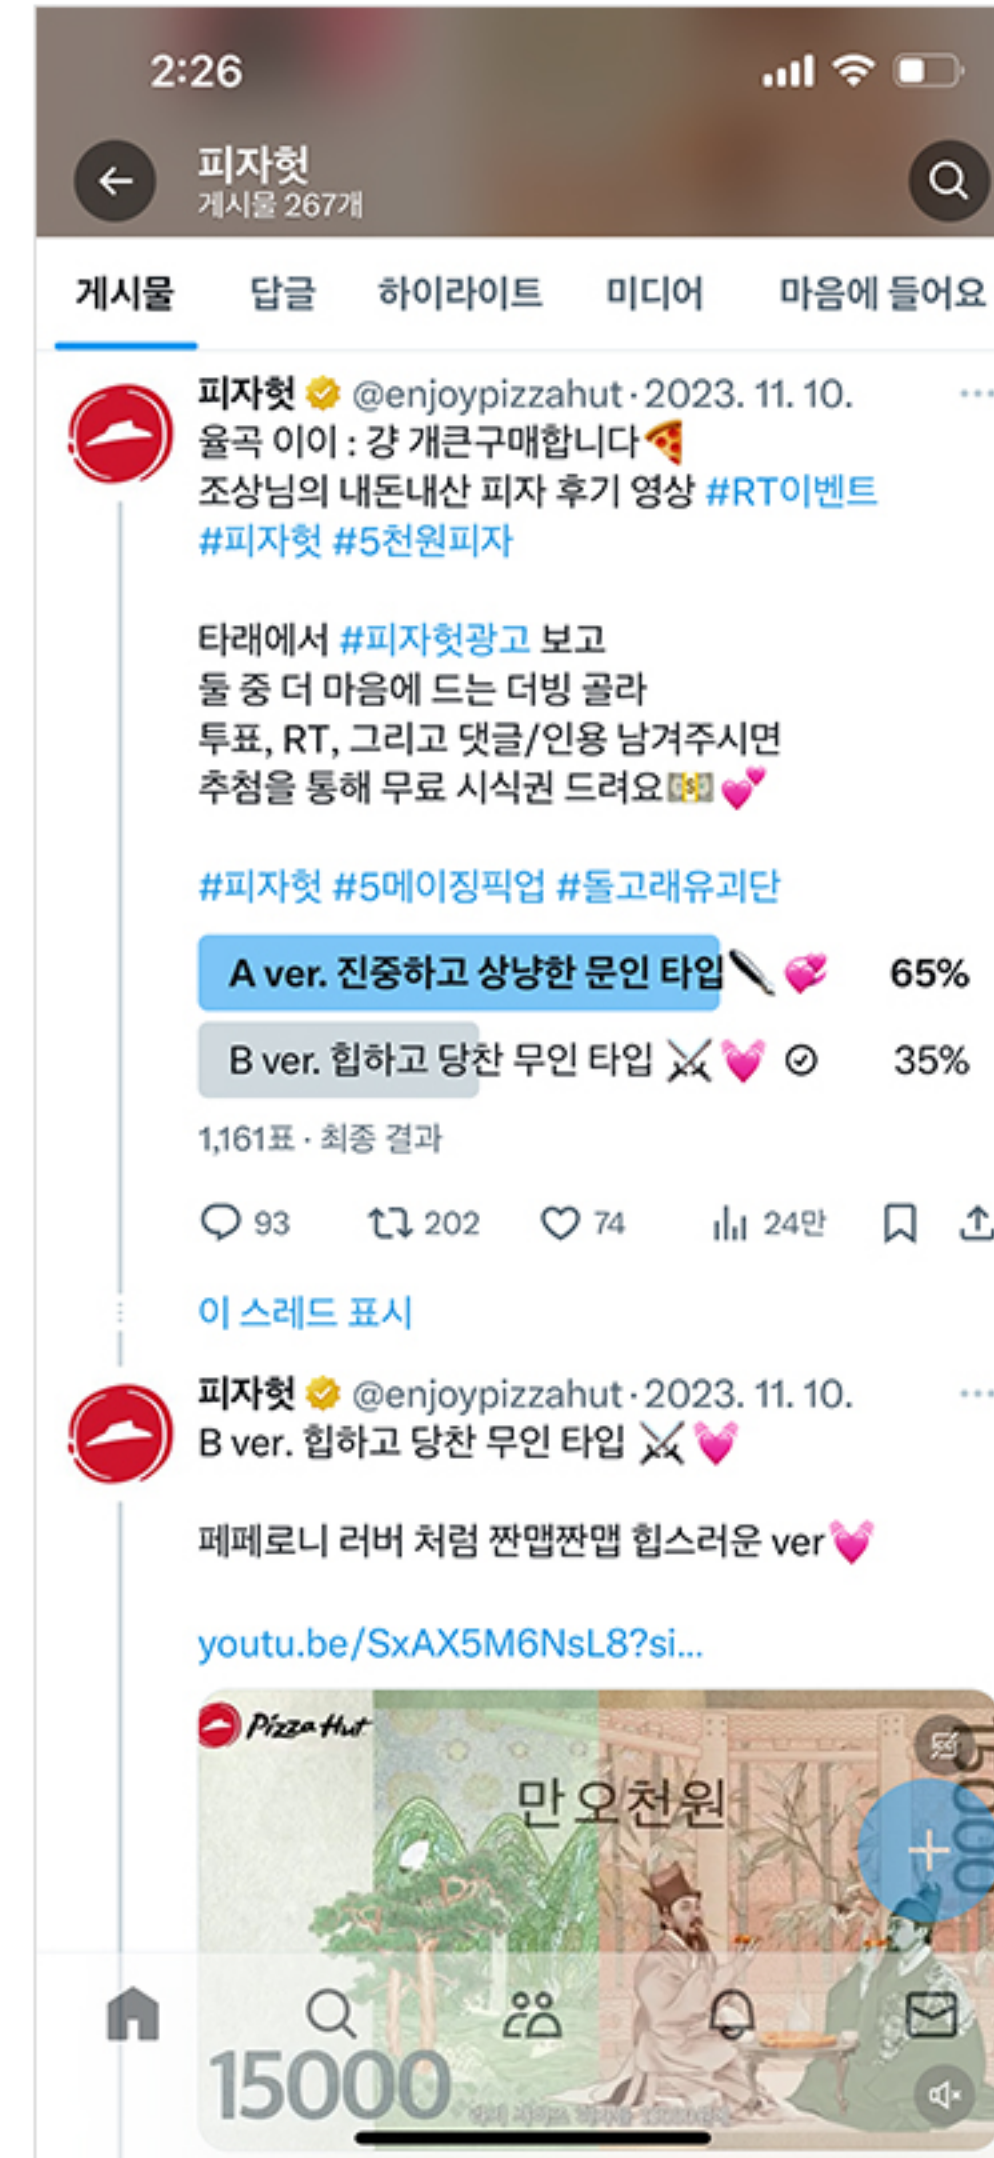 2:26
피자헛
게시물 267개
게시물 답글 하이라이트 미디어 마음에 들어요
피자헛 @enjoypizzahut · 2023. 11. 10.
율곡 이이 : 걍 개큰구매합니다🍕
조상님의 내돈내산 피자 후기 영상 #RT이벤트
#피자헛 #5천원피자
타래에서 #피자헛광고 보고
둘 중 더 마음에 드는 더빙 골라
투표, RT, 그리고 댓글/인용 남겨주시면
추첨을 통해 무료 시식권 드려요💵💕
#피자헛 #5메이징픽업 #돌고래유괴단
A ver. 진중하고 상냥한 문인 타입 65%
B ver. 힙하고 당찬 무인 타입⚔💓 35%
1,161표 · 최종 결과
93 202 74 24만
이 스레드 표시
피자헛 @enjoypizzahut · 2023. 11. 10.
B ver. 힙하고 당찬 무인 타입⚔💓
페페로니 러버 처럼 짠맵짠맵 힙스러운 ver💓
youtu.be/SxAX5M6NsL8?si...
Pizza Hut
만 오천원
15000
15000